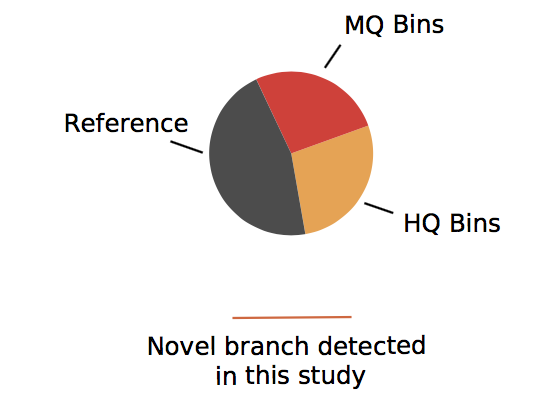 MQ Bins
Reference
HQ Bins
Novel branch detected
in this study